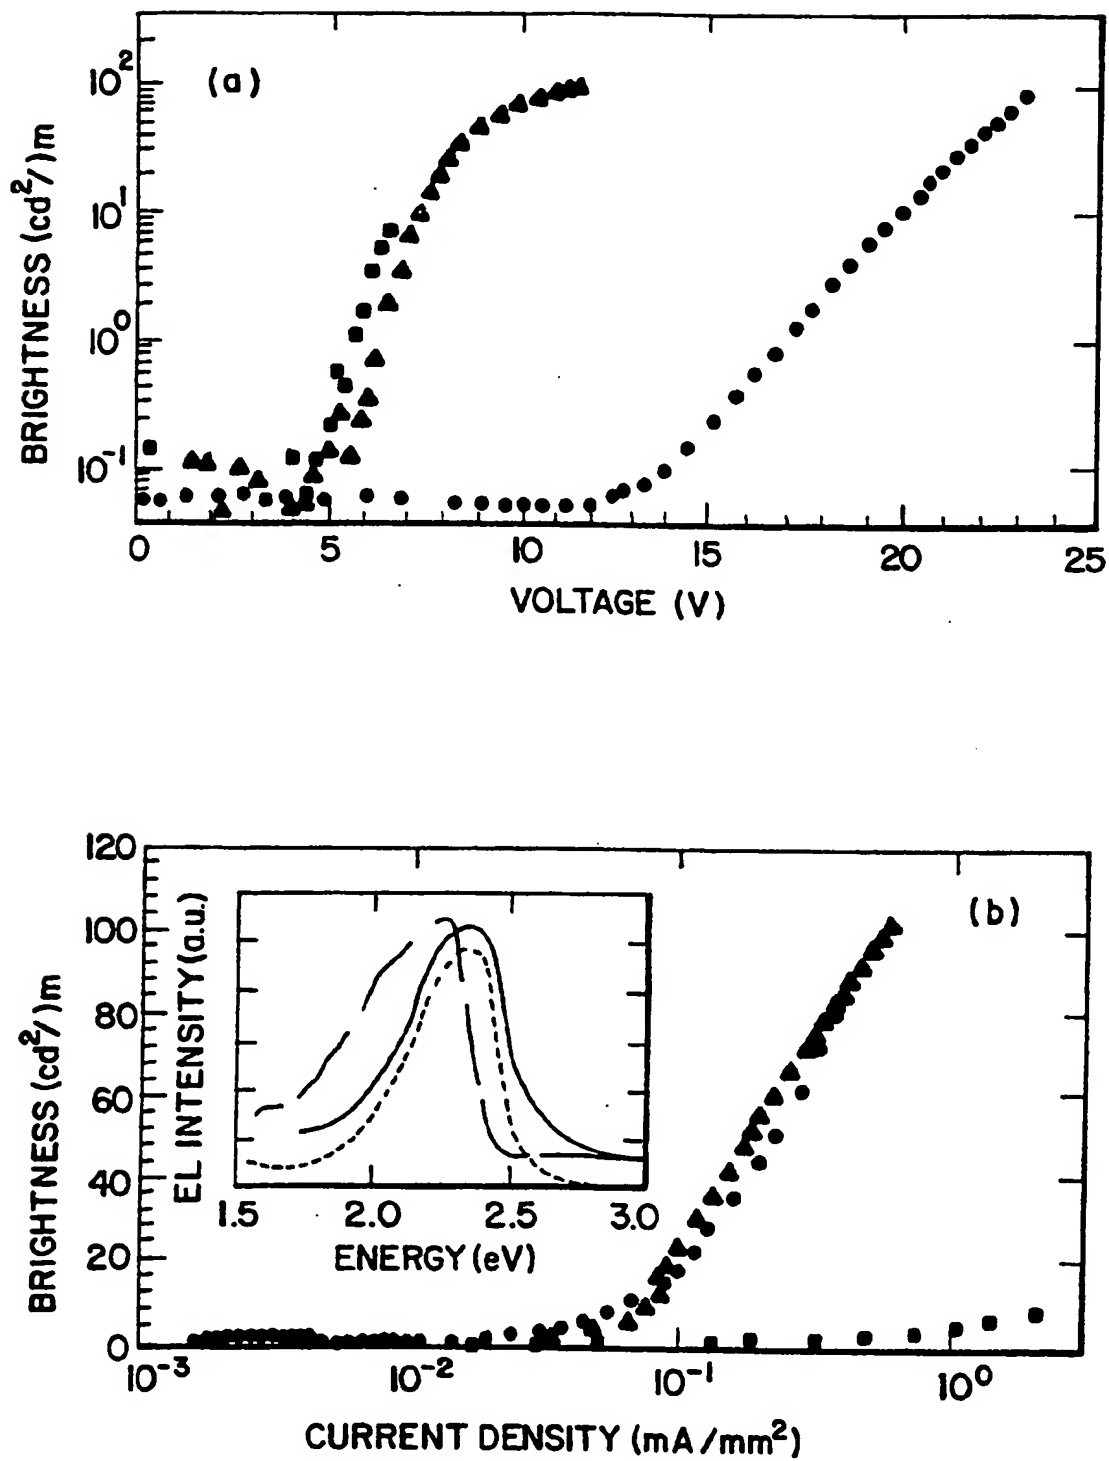 (a)
BRIGHTNESS (cd²/)m
10²
10¹
10⁰
10⁻¹
0 5 10 15 20 25
VOLTAGE (V)
(b)
BRIGHTNESS (cd²/)m
120
100
80
60
40
20
0
EL INTENSITY (a.u.)
1.5 2.0 2.5 3.0
ENERGY (eV)
10⁻³ 10⁻² 10⁻¹ 10⁰
CURRENT DENSITY (mA/mm²)